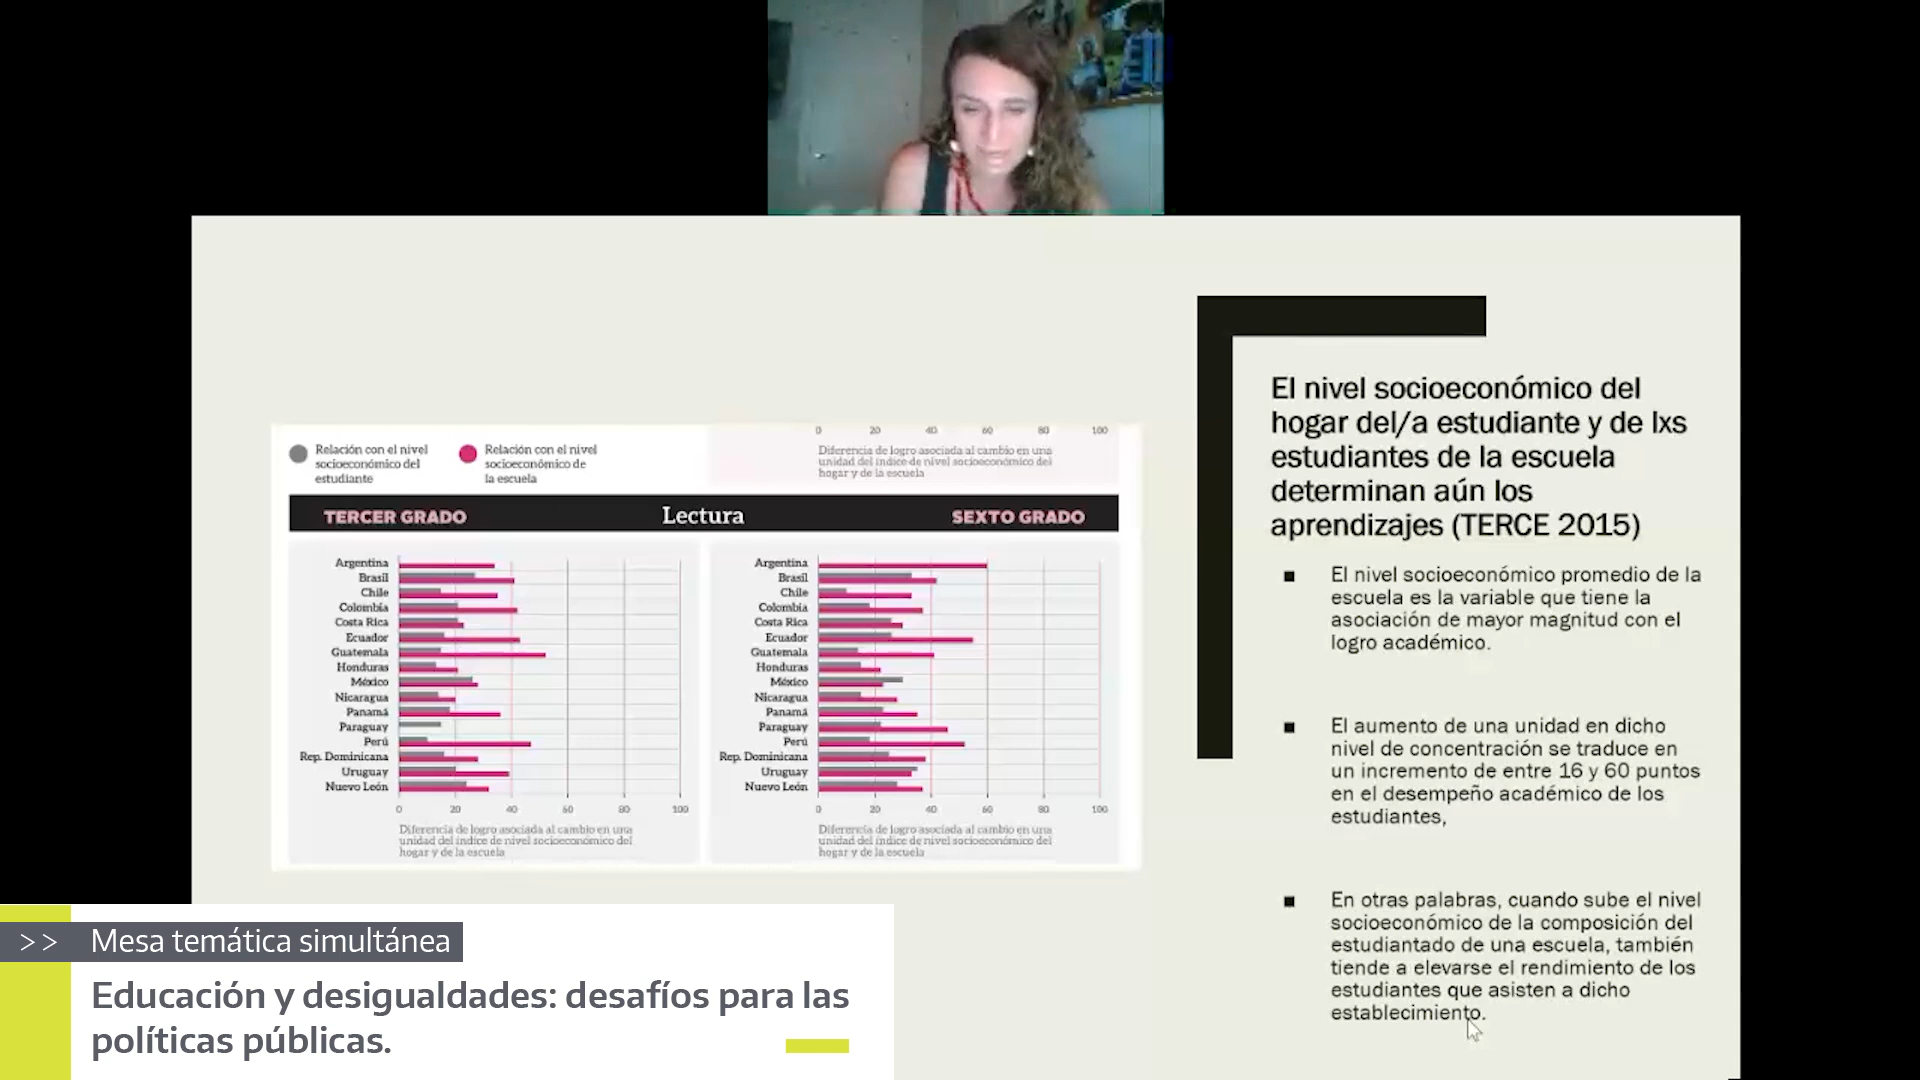 0 20 40 60 80 100
Relación con el nivel
socioeconómico del
estudiante
Relación con el nivel
socioeconómico de
la escuela
Diferencia de logro asociada al cambio en una
unidad del índice de nivel socioeconómico del
hogar y de la escuela
TERCER GRADO Lectura SEXTO GRADO
Argentina
Brasil
Chile
Colombia
Costa Rica
Ecuador
Guatemala
Honduras
México
Nicaragua
Panamá
Paraguay
Perú
Rep. Dominicana
Uruguay
Nuevo León
0 20 40 60 80 100
Diferencia de logro asociada al cambio en una
unidad del índice de nivel socioeconómico del
hogar y de la escuela
Argentina
Brasil
Chile
Colombia
Costa Rica
Ecuador
Guatemala
Honduras
México
Nicaragua
Panamá
Paraguay
Perú
Rep. Dominicana
Uruguay
Nuevo León
0 20 40 60 80 100
Diferencia de logro asociada al cambio en una
unidad del índice de nivel socioeconómico del
hogar y de la escuela
El nivel socioeconómico del
hogar del/a estudiante y de lxs
estudiantes de la escuela
determinan aún los
aprendizajes (TERCE 2015)
■ El nivel socioeconómico promedio de la
escuela es la variable que tiene la
asociación de mayor magnitud con el
logro académico.
■ El aumento de una unidad en dicho
nivel de concentración se traduce en
un incremento de entre 16 y 60 puntos
en el desempeño académico de los
estudiantes,
■ En otras palabras, cuando sube el nivel
socioeconómico de la composición del
estudiantado de una escuela, también
tiende a elevarse el rendimiento de los
estudiantes que asisten a dicho
establecimiento.
>> Mesa temática simultánea
Educación y desigualdades: desafíos para las
políticas públicas.